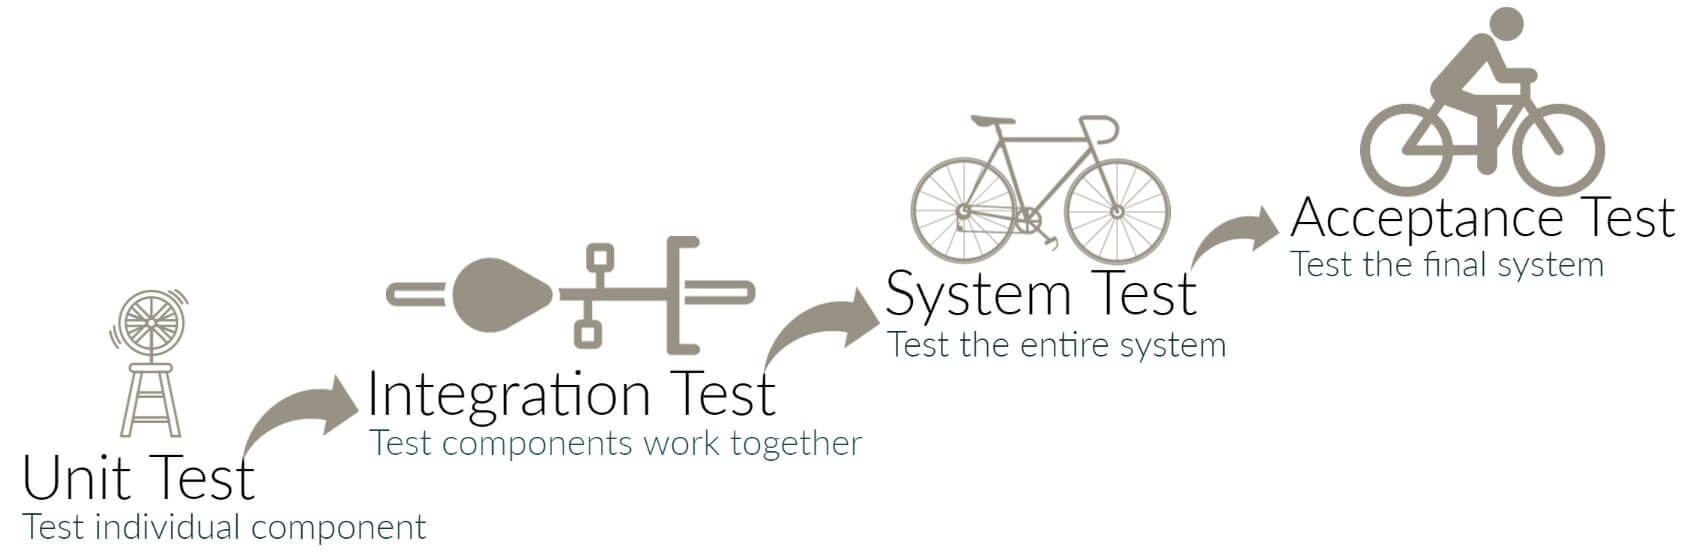 Unit Test
Test individual component
Integration Test
Test components work together
System Test
Test the entire system
Acceptance Test
Test the final system